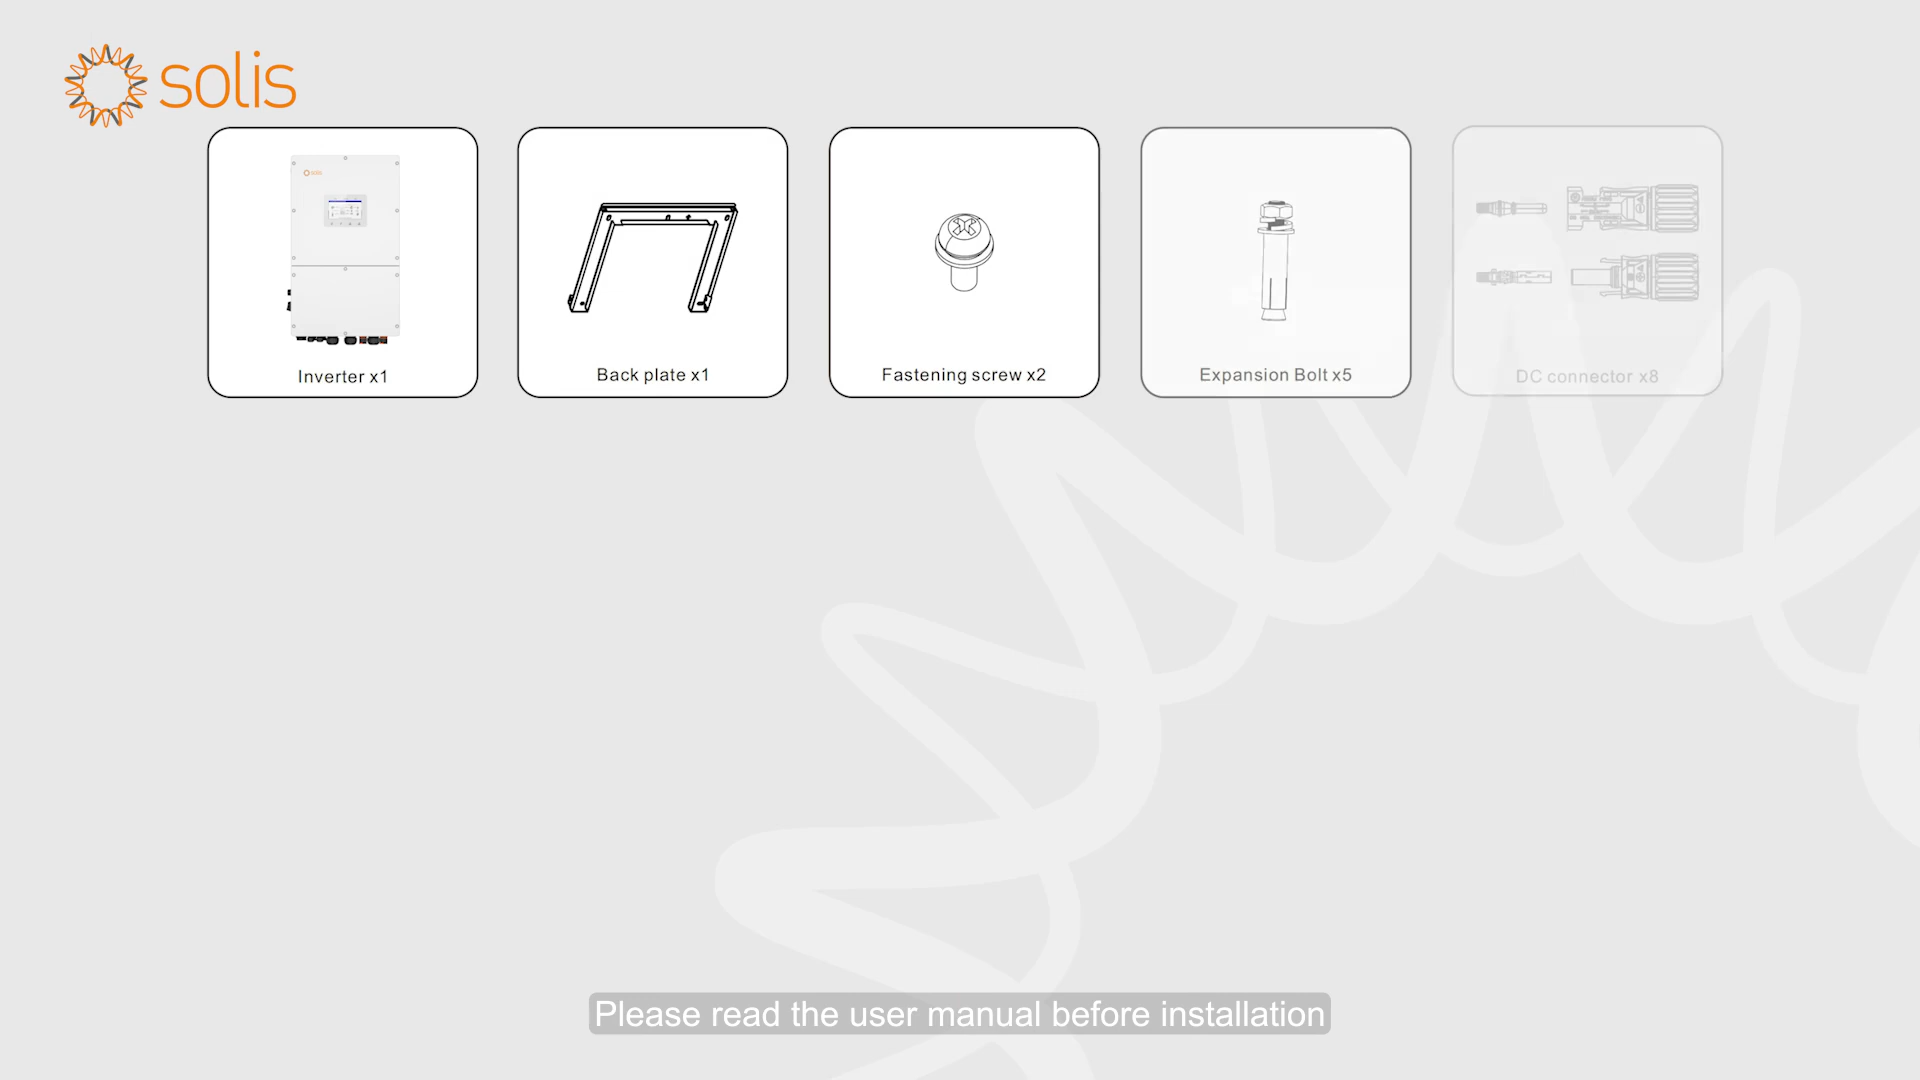 solis
solis
Inverter x1
Back plate x1
Fastening screw x2
Expansion Bolt x5
DC connector x8
Please read the user manual before installation